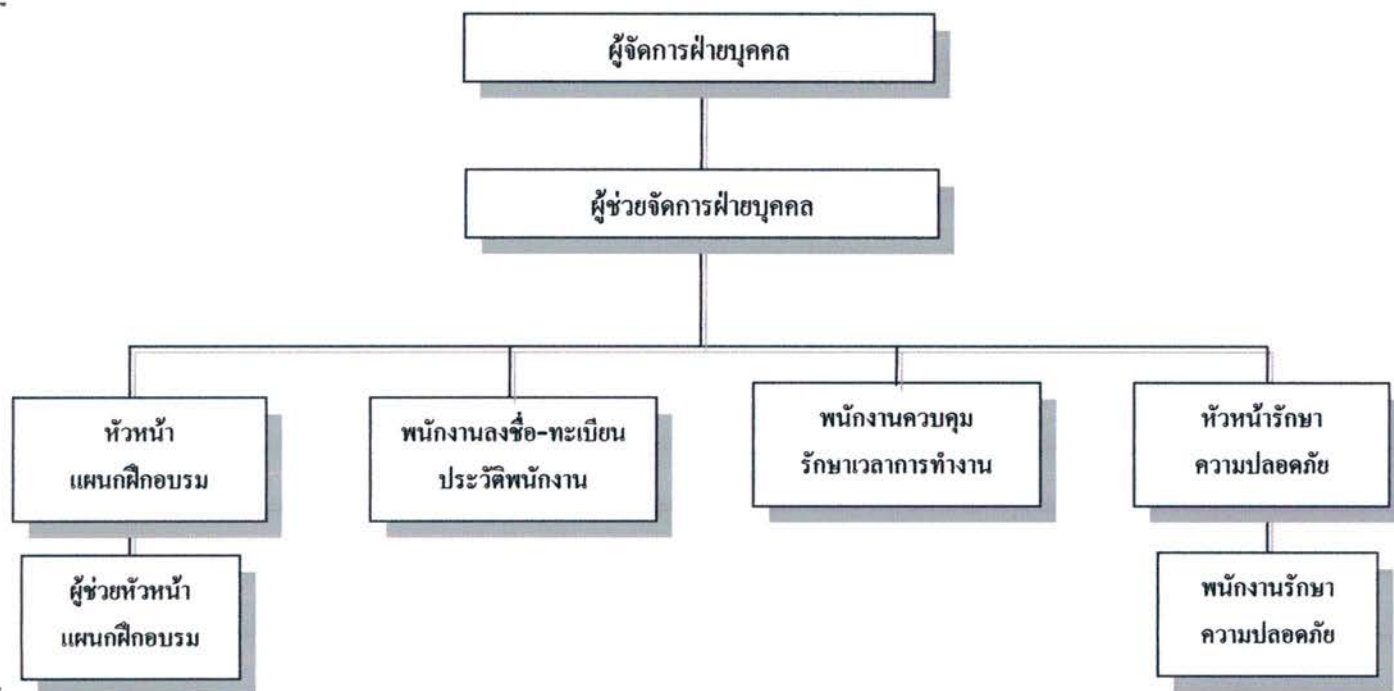 ผู้จัดการฝ่ายบุคคล
ผู้ช่วยจัดการฝ่ายบุคคล
หัวหน้า
แผนกฝึกอบรม
พนักงานลงชื่อ-ทะเบียน
ประวัติพนักงาน
พนักงานควบคุม
รักษาเวลาการทำงาน
หัวหน้ารักษา
ความปลอดภัย
ผู้ช่วยหัวหน้า
แผนกฝึกอบรม
พนักงานรักษา
ความปลอดภัย